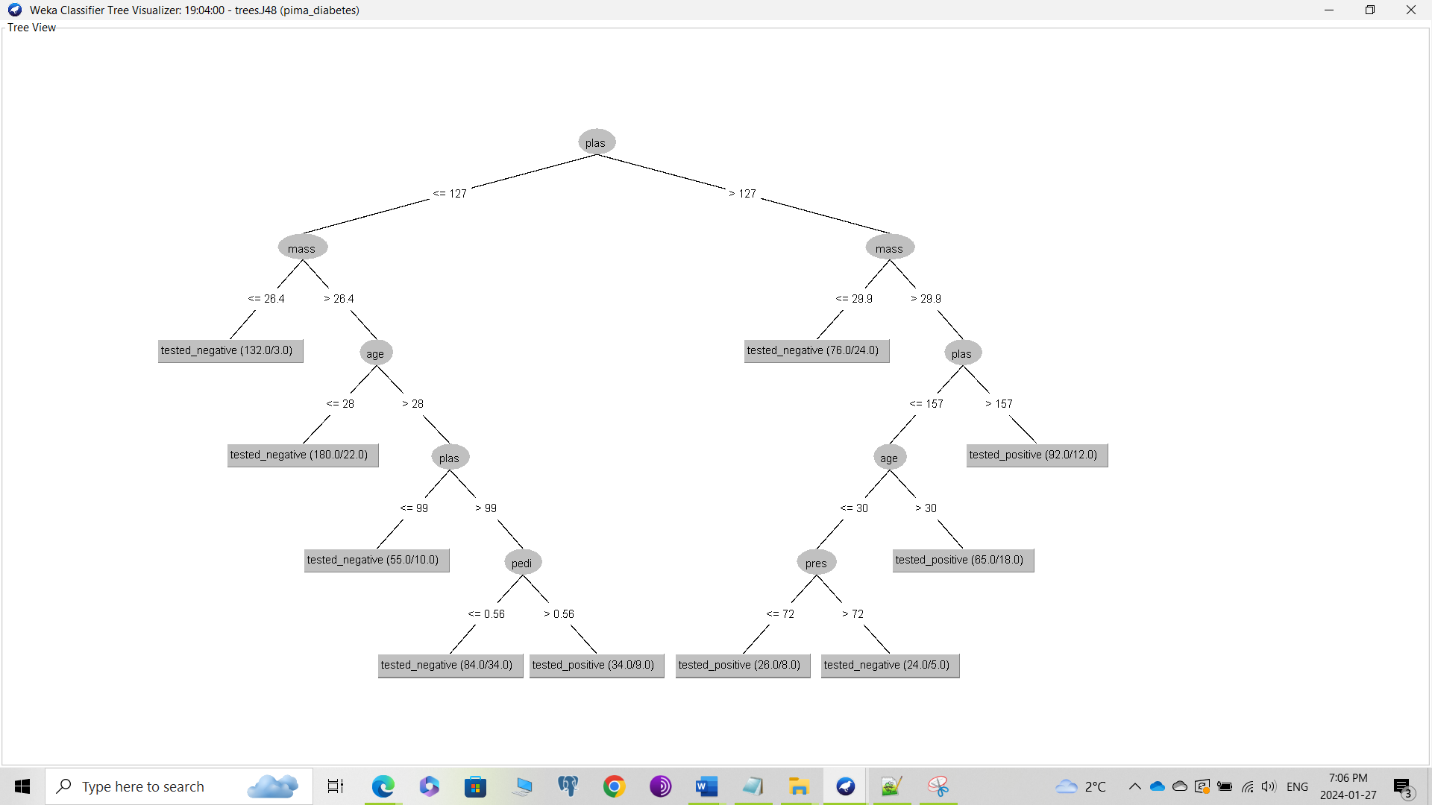 Weka Classifier Tree Visualizer: 19:04:00 - trees.J48 (pima_diabetes)
Tree View
plas
<= 127 > 127
mass mass
<= 26.4 > 26.4 <= 29.9 > 29.9
tested_negative (132.0/3.0) age tested_negative (76.0/24.0) plas
<= 28 > 28 <= 157 > 157
tested_negative (180.0/22.0) plas age tested_positive (92.0/12.0)
<= 99 > 99 <= 30 > 30
tested_negative (55.0/10.0) pedi pres tested_positive (65.0/18.0)
<= 0.56 > 0.56 <= 72 > 72
tested_negative (84.0/34.0) tested_positive (34.0/9.0) tested_positive (26.0/8.0) tested_negative (24.0/5.0)
Type here to search 2°C ENG 7:06 PM
2024-01-27 3